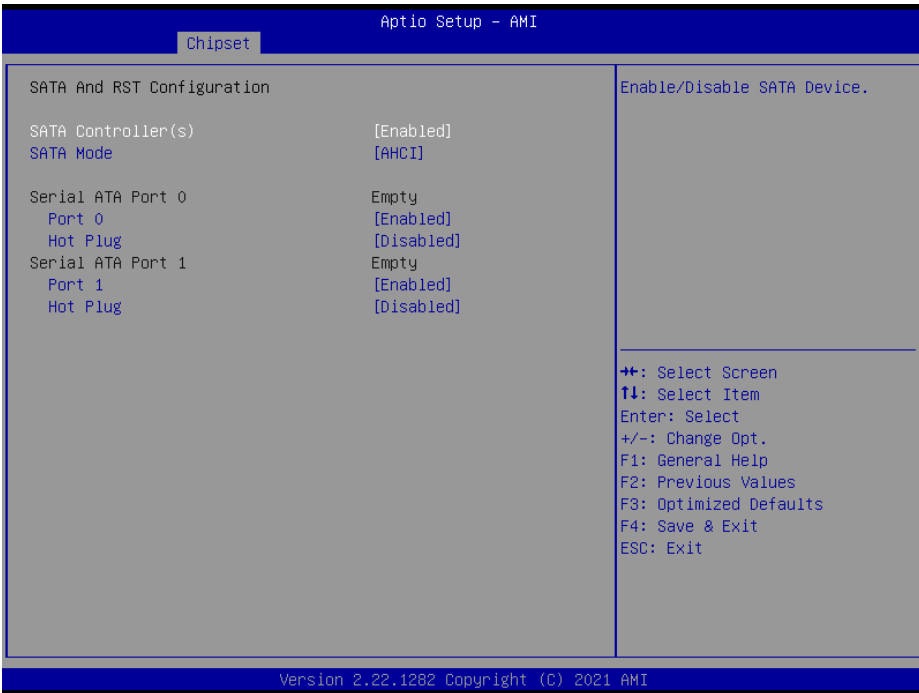 Aptio Setup – AMI
Chipset
SATA And RST Configuration
Enable/Disable SATA Device.
SATA Controller(s) [Enabled]
SATA Mode [AHCI]
Serial ATA Port 0 Empty
Port 0 [Enabled]
Hot Plug [Disabled]
Serial ATA Port 1 Empty
Port 1 [Enabled]
Hot Plug [Disabled]
→←: Select Screen
↑↓: Select Item
Enter: Select
+/-: Change Opt.
F1: General Help
F2: Previous Values
F3: Optimized Defaults
F4: Save & Exit
ESC: Exit
Version 2.22.1282 Copyright (C) 2021 AMI